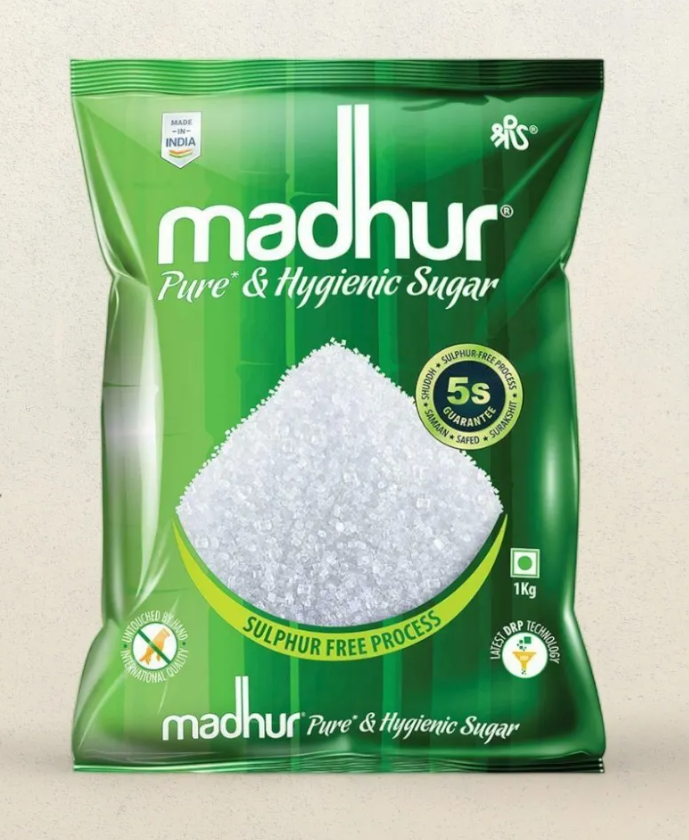 MADE
-IN-
INDIA
श्री®
madhur®
Pure* & Hygienic Sugar
SULPHUR-FREE PROCESS ★ SURAKSHIT ★ SAFED ★ SAMAAN ★ SHUDDH ★
5s
GUARANTEE
1Kg
SULPHUR FREE PROCESS
UNTOUCHED BY HAND
INTERNATIONAL QUALITY
LATEST DRP TECHNOLOGY
madhur® Pure* & Hygienic Sugar